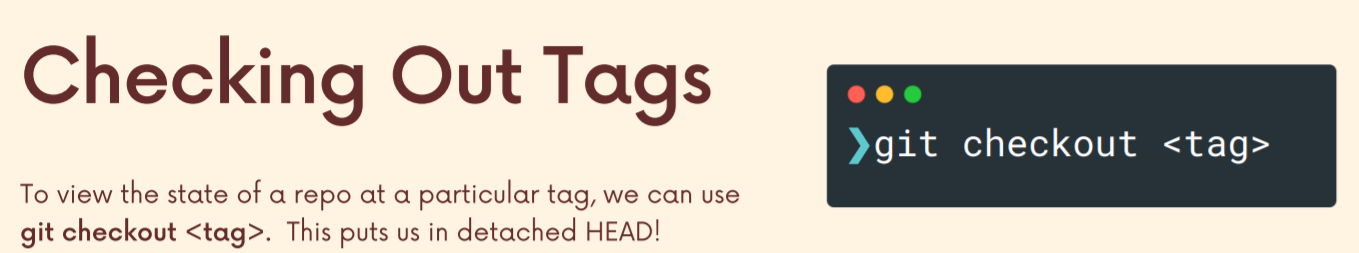 Checking Out Tags
❯git checkout <tag>
To view the state of a repo at a particular tag, we can use
git checkout <tag>. This puts us in detached HEAD!